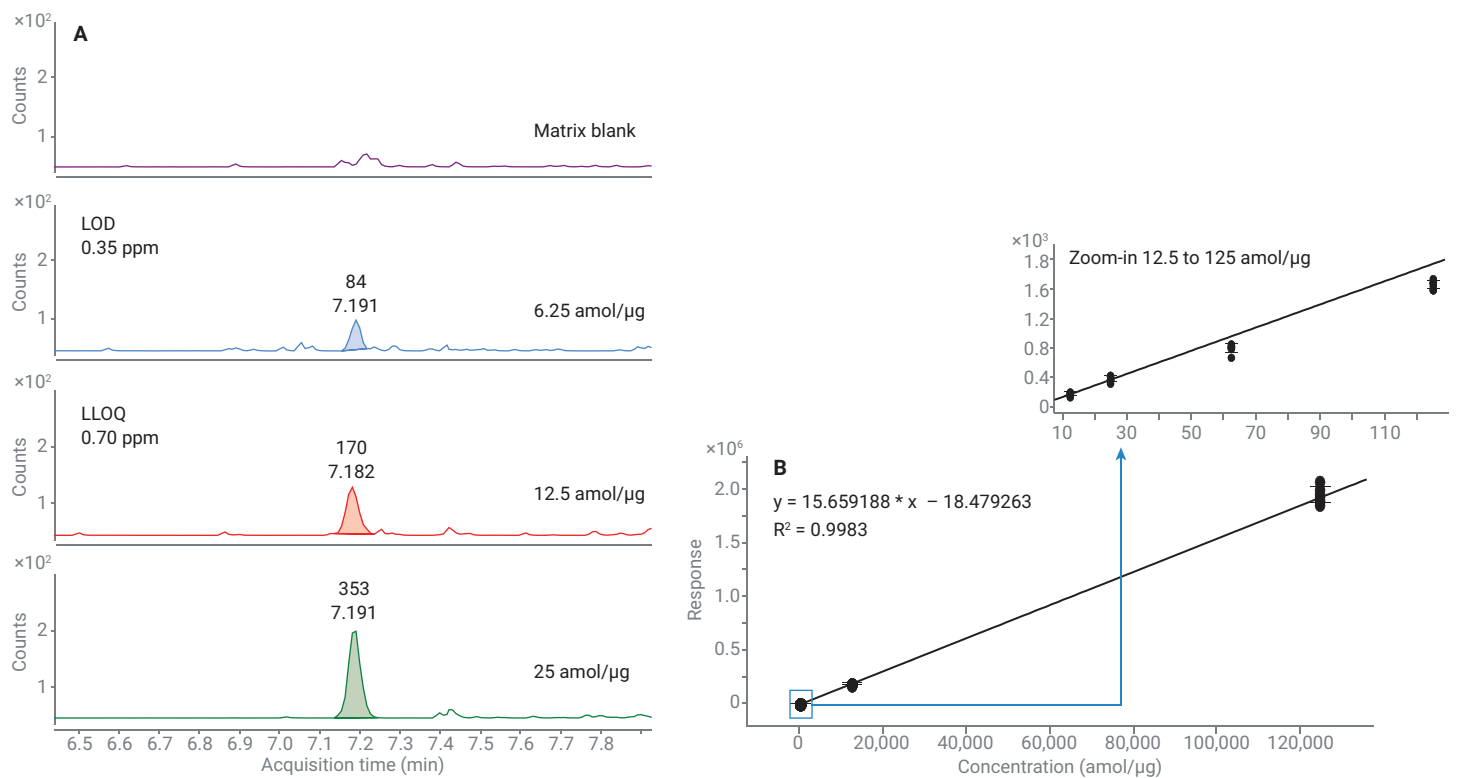 A
×10²
Counts
2
1
Matrix blank
×10²
Counts
2
1
LOD
0.35 ppm
84
7.191
6.25 amol/µg
×10²
Counts
2
1
LLOQ
0.70 ppm
170
7.182
12.5 amol/µg
×10²
Counts
2
1
353
7.191
25 amol/µg
6.5 6.6 6.7 6.8 6.9 7.0 7.1 7.2 7.3 7.4 7.5 7.6 7.7 7.8
Acquisition time (min)
×10³
Zoom-in 12.5 to 125 amol/µg
1.8
1.6
1.2
0.8
0.4
0
10 30 50 70 90 110
B
×10⁶
y = 15.659188 * x – 18.479263
R² = 0.9983
Response
2.0
1.5
1.0
0.5
0
0 20,000 40,000 60,000 80,000 100,000 120,000
Concentration (amol/µg)